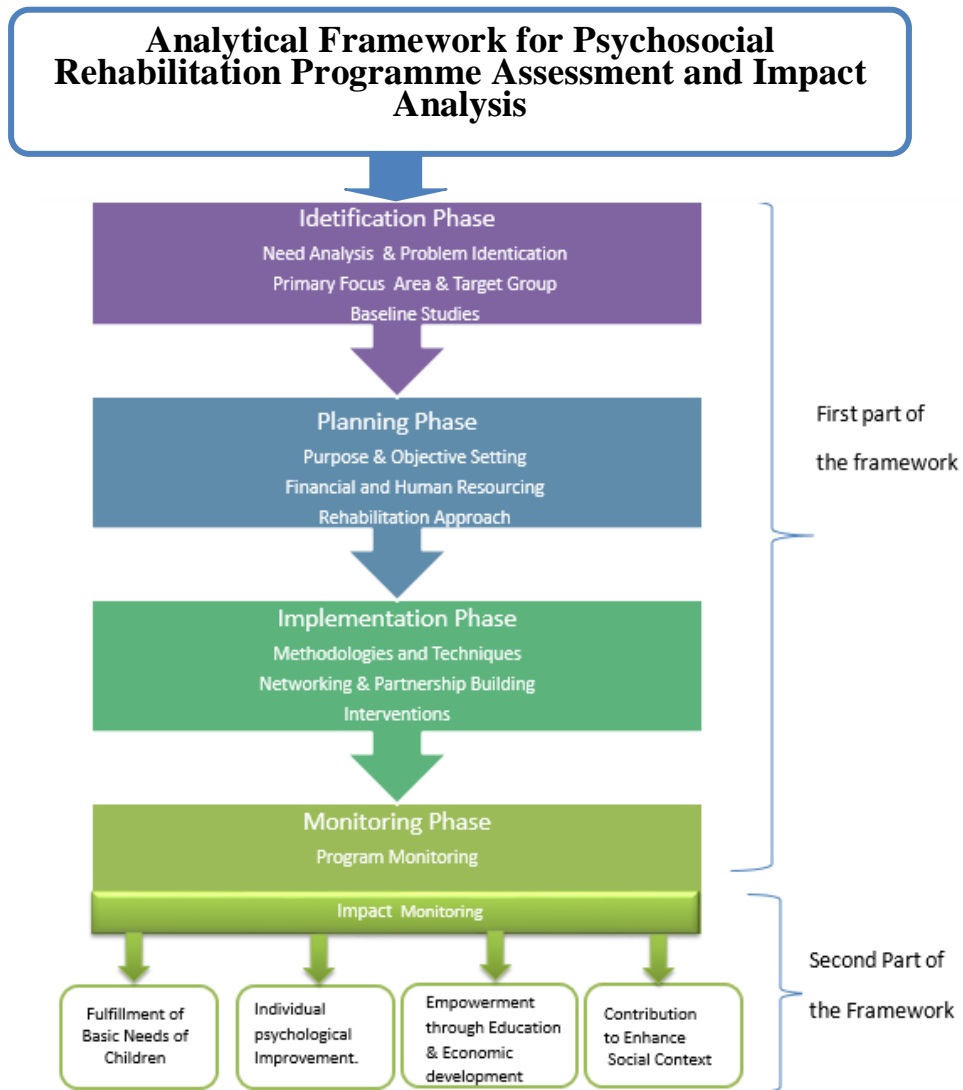 Analytical Framework for Psychosocial
Rehabilitation Programme Assessment and Impact
Analysis
Idetification Phase
Need Analysis & Problem Identication
Primary Focus Area & Target Group
Baseline Studies
Planning Phase
Purpose & Objective Setting
Financial and Human Resourcing
Rehabilitation Approach
First part of
the framework
Implementation Phase
Methodologies and Techniques
Networking & Partnership Building
Interventions
Monitoring Phase
Program Monitoring
Impact Monitoring
Second Part of
the Framework
Fulfillment of
Basic Needs of
Children
Individual
psychological
Improvement.
Empowerment
through Education
& Economic
development
Contribution
to Enhance
Social Context